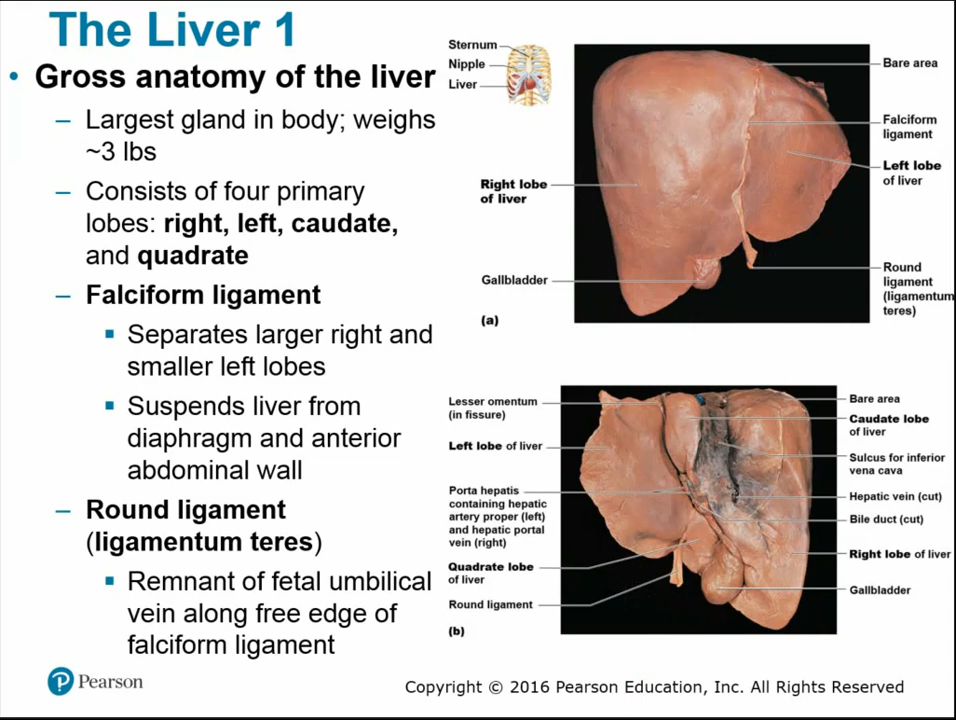 The Liver 1
• Gross anatomy of the liver
– Largest gland in body; weighs
~3 lbs
– Consists of four primary
lobes: right, left, caudate,
and quadrate
– Falciform ligament
▪ Separates larger right and
smaller left lobes
▪ Suspends liver from
diaphragm and anterior
abdominal wall
– Round ligament
(ligamentum teres)
▪ Remnant of fetal umbilical
vein along free edge of
falciform ligament
Sternum
Nipple
Liver
Right lobe
of liver
Gallbladder
(a)
Bare area
Falciform
ligament
Left lobe
of liver
Round
ligament
(ligamentum
teres)
Lesser omentum
(in fissure)
Left lobe of liver
Porta hepatis
containing hepatic
artery proper (left)
and hepatic portal
vein (right)
Quadrate lobe
of liver
Round ligament
(b)
Bare area
Caudate lobe
of liver
Sulcus for inferior
vena cava
Hepatic vein (cut)
Bile duct (cut)
Right lobe of liver
Gallbladder
P Pearson
Copyright © 2016 Pearson Education, Inc. All Rights Reserved